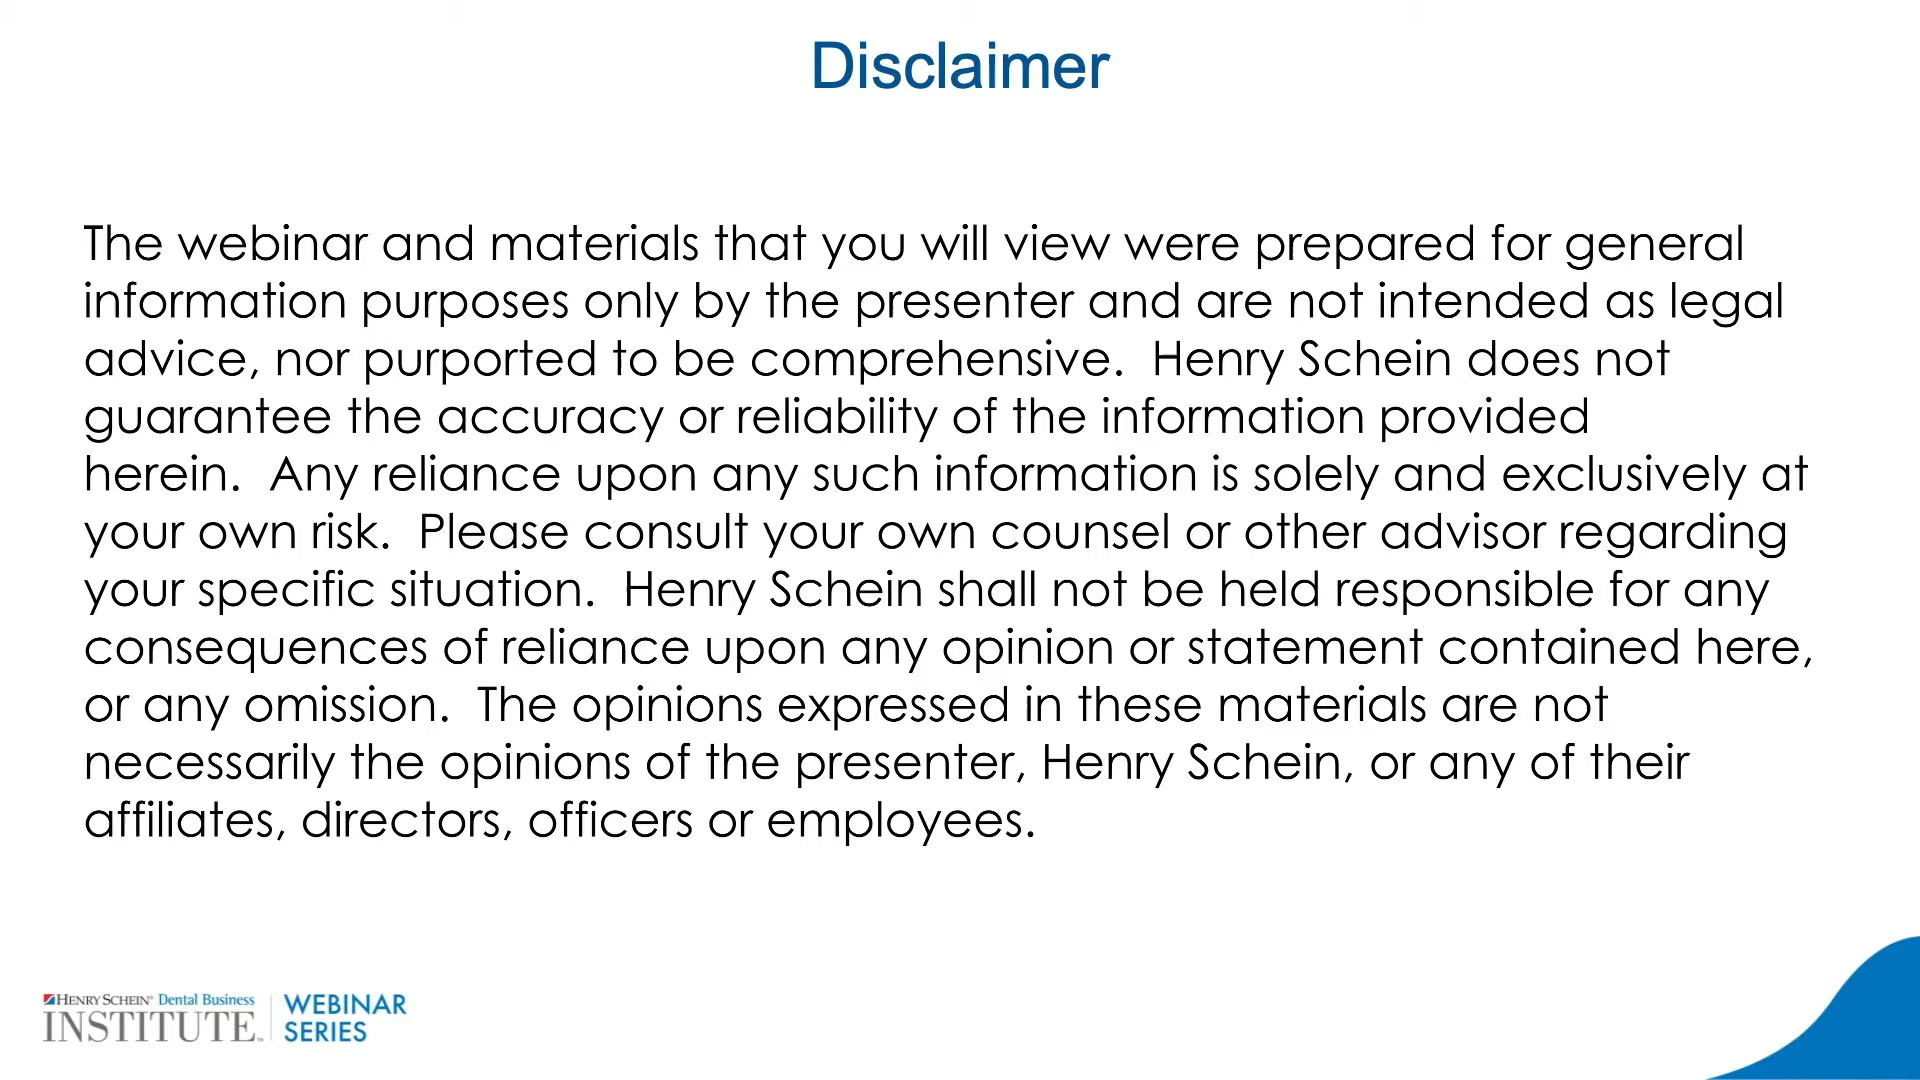 Disclaimer
The webinar and materials that you will view were prepared for general
information purposes only by the presenter and are not intended as legal
advice, nor purported to be comprehensive.  Henry Schein does not
guarantee the accuracy or reliability of the information provided
herein.  Any reliance upon any such information is solely and exclusively at
your own risk.  Please consult your own counsel or other advisor regarding
your specific situation.  Henry Schein shall not be held responsible for any
consequences of reliance upon any opinion or statement contained here,
or any omission.  The opinions expressed in these materials are not
necessarily the opinions of the presenter, Henry Schein, or any of their
affiliates, directors, officers or employees.
HENRY SCHEIN® Dental Business
INSTITUTE™
WEBINAR
SERIES